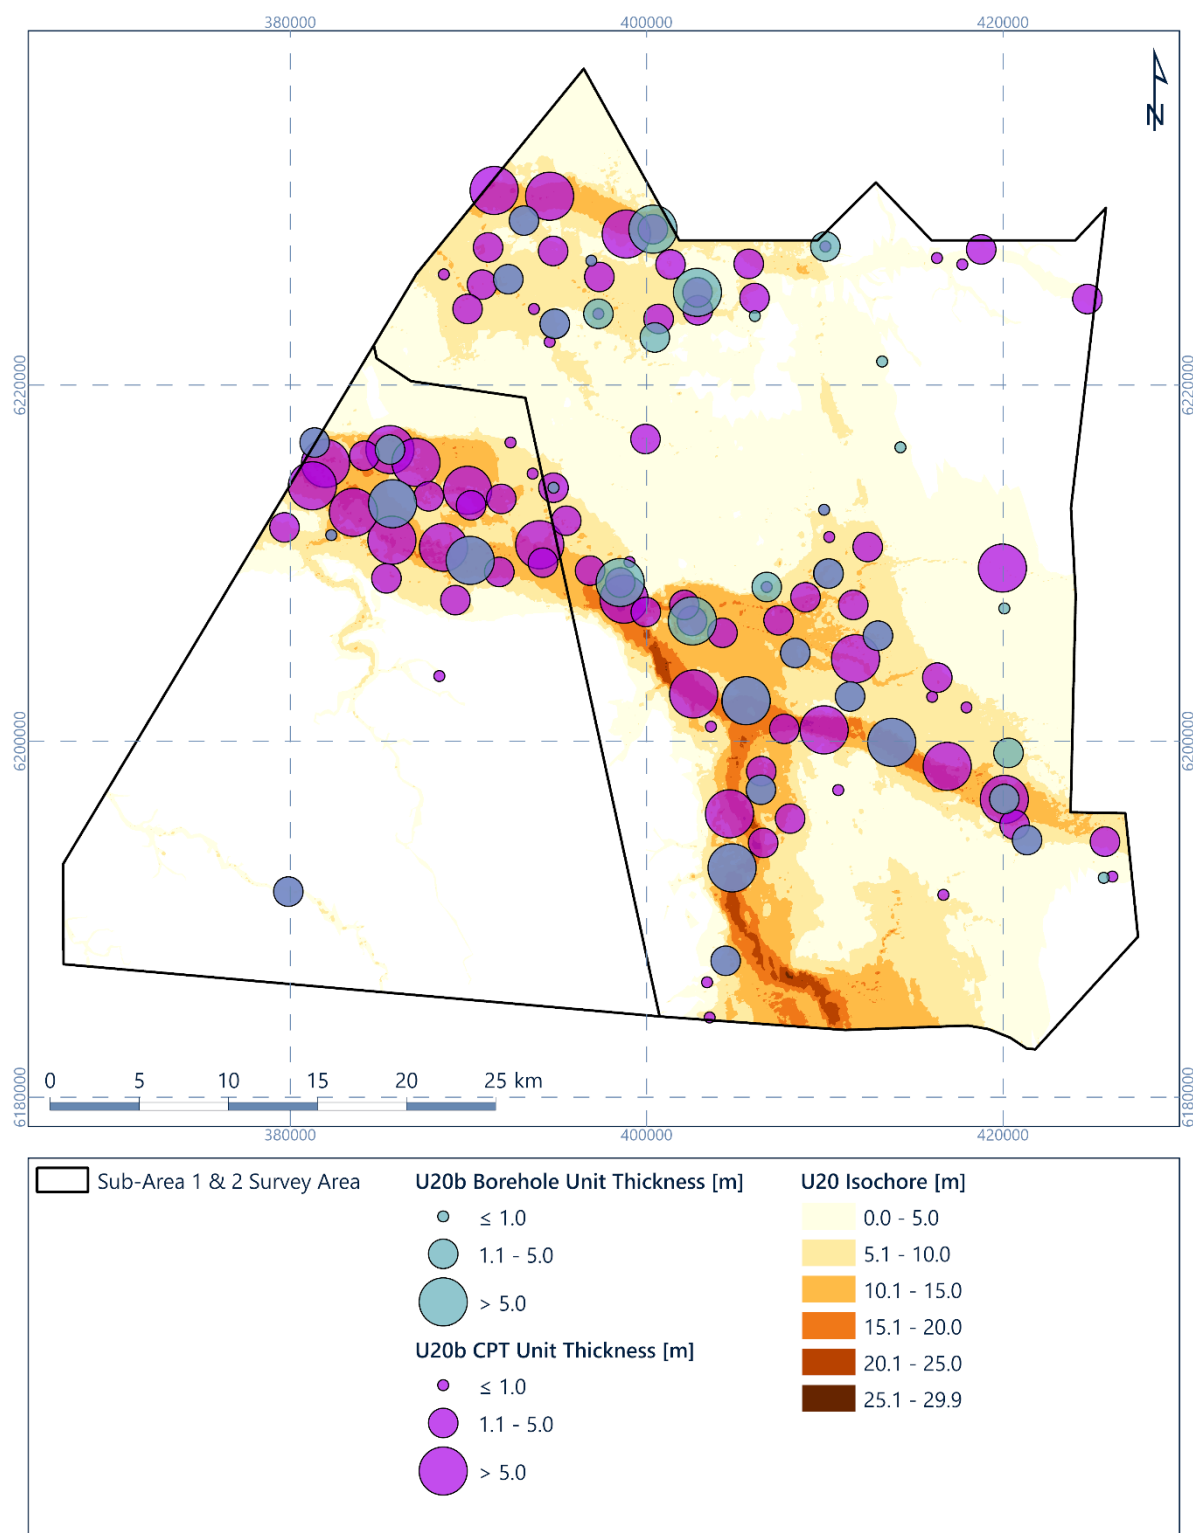 380000 400000 420000
N
6220000 6220000
6200000 6200000
0 5 10 15 20 25 km
6180000 6180000
380000 400000 420000
Sub-Area 1 & 2 Survey Area
U20b Borehole Unit Thickness [m]
≤ 1.0
1.1 - 5.0
> 5.0
U20b CPT Unit Thickness [m]
≤ 1.0
1.1 - 5.0
> 5.0
U20 Isochore [m]
0.0 - 5.0
5.1 - 10.0
10.1 - 15.0
15.1 - 20.0
20.1 - 25.0
25.1 - 29.9